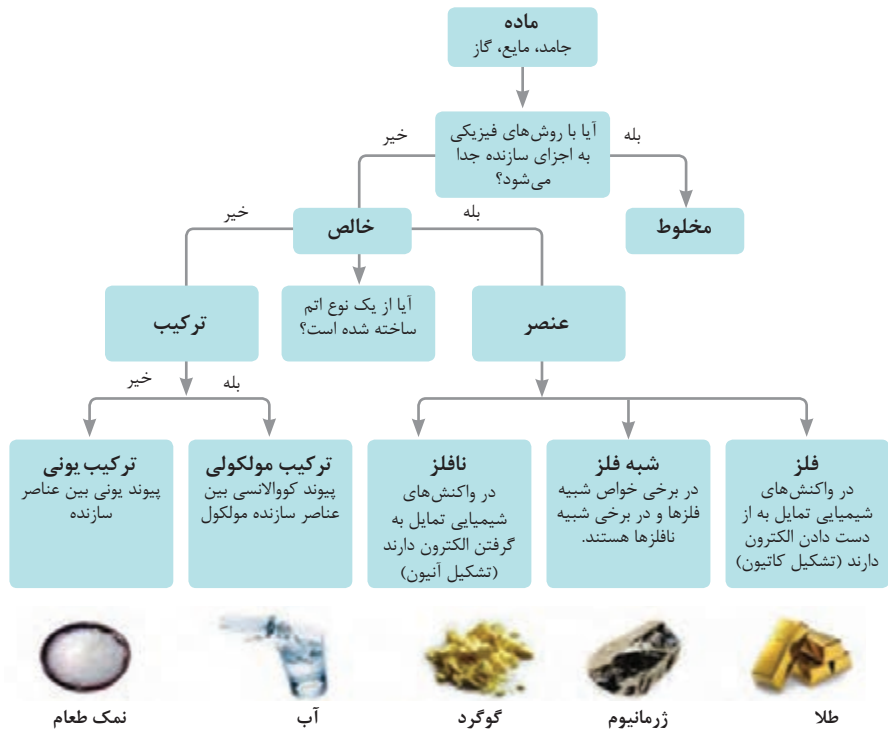 ماده
جامد، مایع، گاز
آیا با روش‌های فیزیکی
به اجزای سازنده جدا
می‌شود؟
بله
خیر
مخلوط
خالص
بله
خیر
آیا از یک نوع اتم
ساخته شده است؟
عنصر
ترکیب
بله
خیر
فلز
در واکنش‌های
شیمیایی تمایل به از
دست دادن الکترون
دارند (تشکیل کاتیون)
شبه فلز
در برخی خواص شبیه
فلزها و در برخی شبیه
نافلزها هستند.
نافلز
در واکنش‌های
شیمیایی تمایل به
گرفتن الکترون دارند
(تشکیل آنیون)
ترکیب مولکولی
پیوند کووالانسی بین
عناصر سازنده مولکول
ترکیب یونی
پیوند یونی بین عناصر
سازنده
طلا
ژرمانیوم
گوگرد
آب
نمک طعام